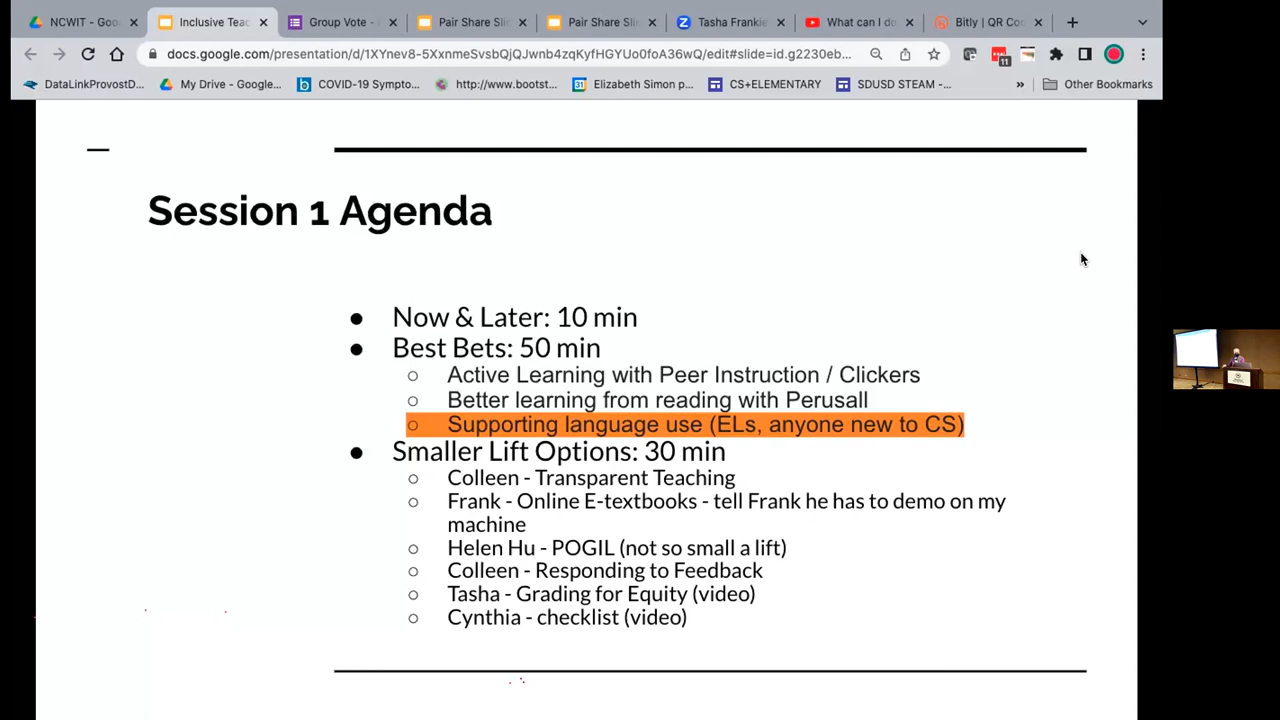 NCWIT - Goo
Inclusive Teac
Group Vote -
Pair Share Sli
Pair Share Sli
Tasha Frankie
What can I do
Bitly | QR Coo
docs.google.com/presentation/d/1XYnev8-5XxnmeSvsbQjQJwnb4zqKyfHGYUo0foA36wQ/edit#slide=id.g2230eb...
11
DataLinkProvostD...
My Drive - Google...
COVID-19 Sympto...
http://www.bootst...
31
Elizabeth Simon p...
CS+ELEMENTARY
SDUSD STEAM -...
»
Other Bookmarks
Session 1 Agenda
● Now & Later: 10 min
● Best Bets: 50 min
○ Active Learning with Peer Instruction / Clickers
○ Better learning from reading with Perusall
○ Supporting language use (ELs, anyone new to CS)
● Smaller Lift Options: 30 min
○ Colleen - Transparent Teaching
○ Frank - Online E-textbooks - tell Frank he has to demo on my
machine
○ Helen Hu - POGIL (not so small a lift)
○ Colleen - Responding to Feedback
○ Tasha - Grading for Equity (video)
○ Cynthia - checklist (video)